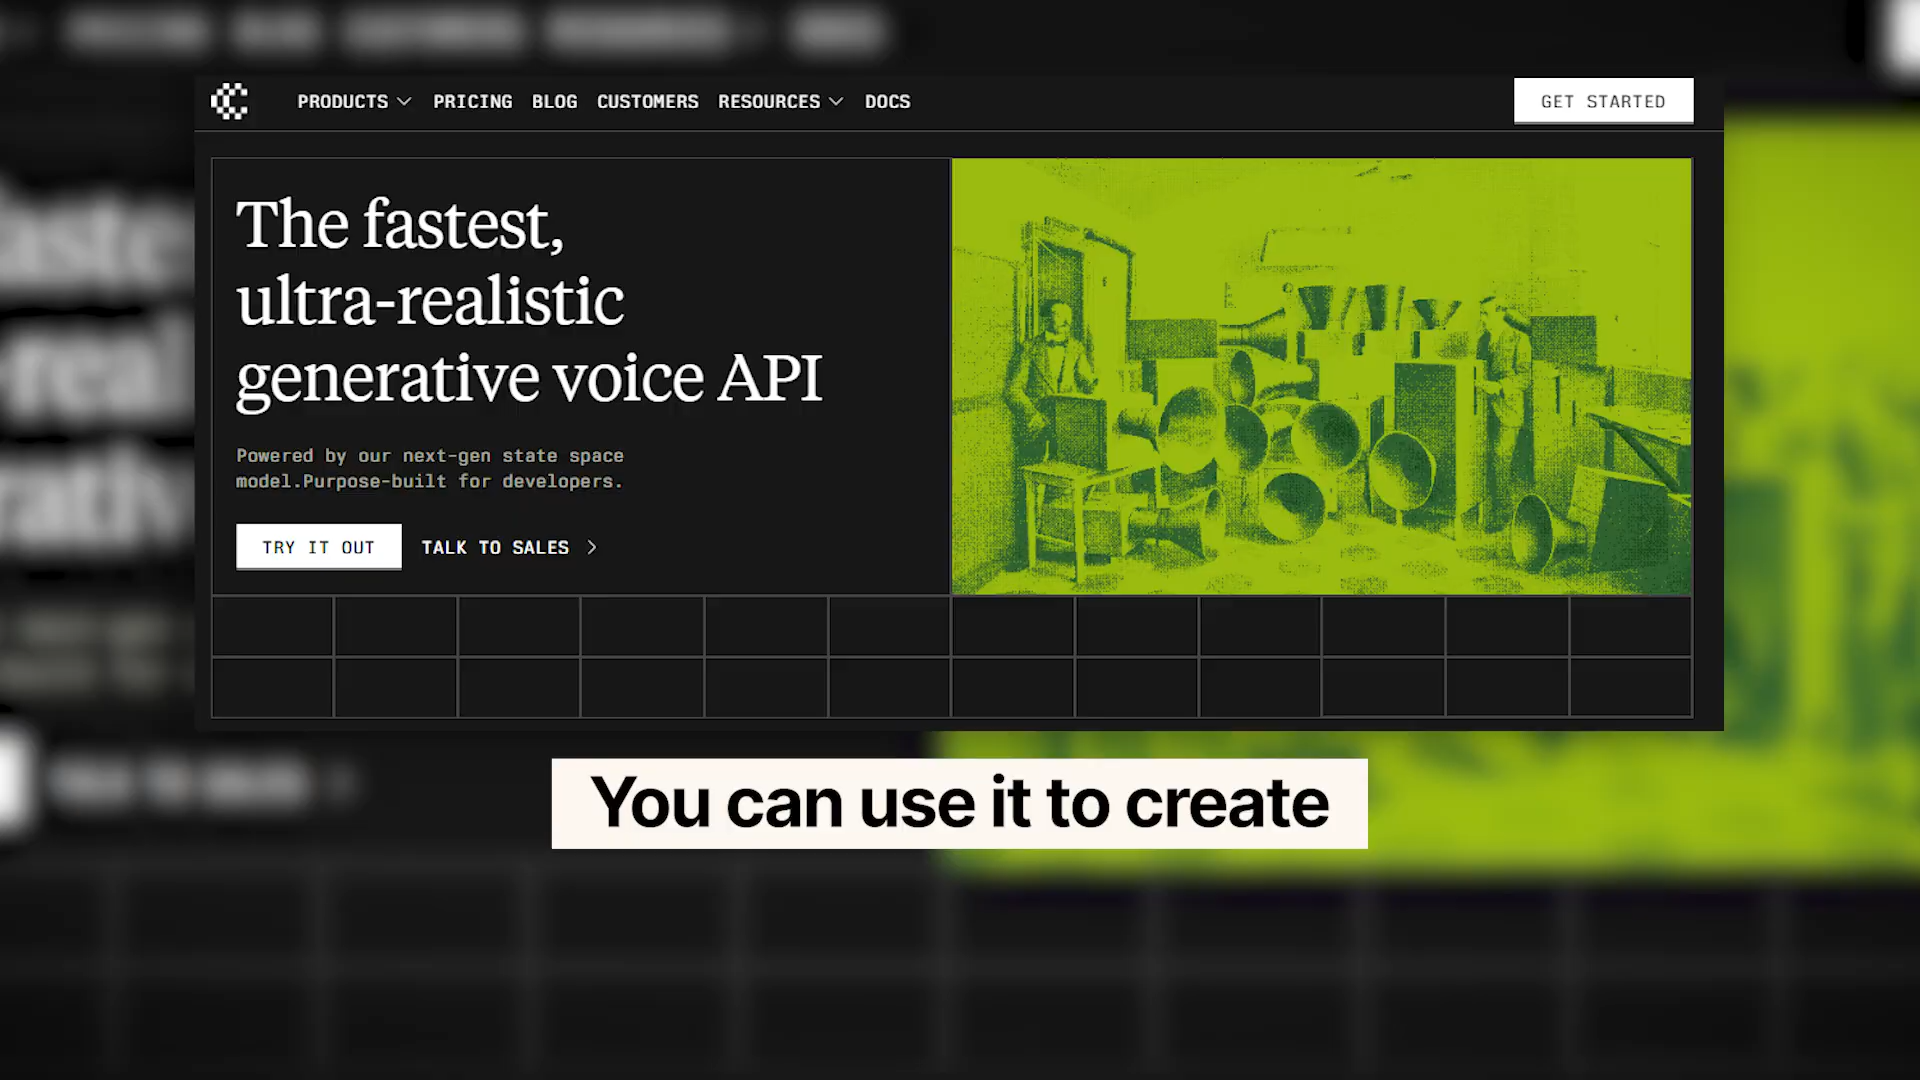 PRODUCTS PRICING BLOG CUSTOMERS RESOURCES DOCS GET STARTED
The fastest,
ultra-realistic
generative voice API
Powered by our next-gen state space
model.Purpose-built for developers.
TRY IT OUT TALK TO SALES
You can use it to create